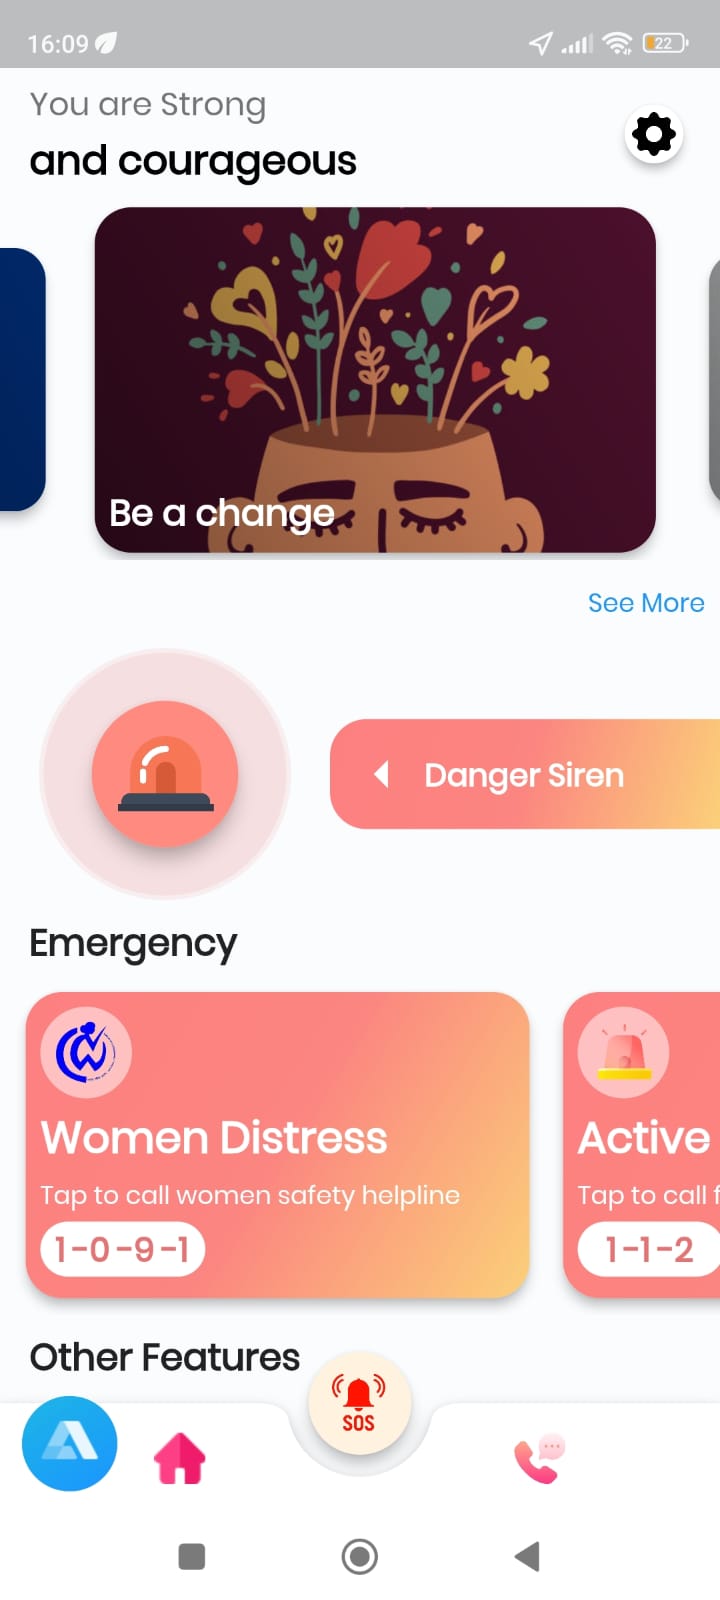 16:09
22
You are Strong
and courageous
Be a change
See More
Danger Siren
Emergency
Women Distress
Tap to call women safety helpline
1-0-9-1
Active
Tap to call f
1-1-2
Other Features
SOS